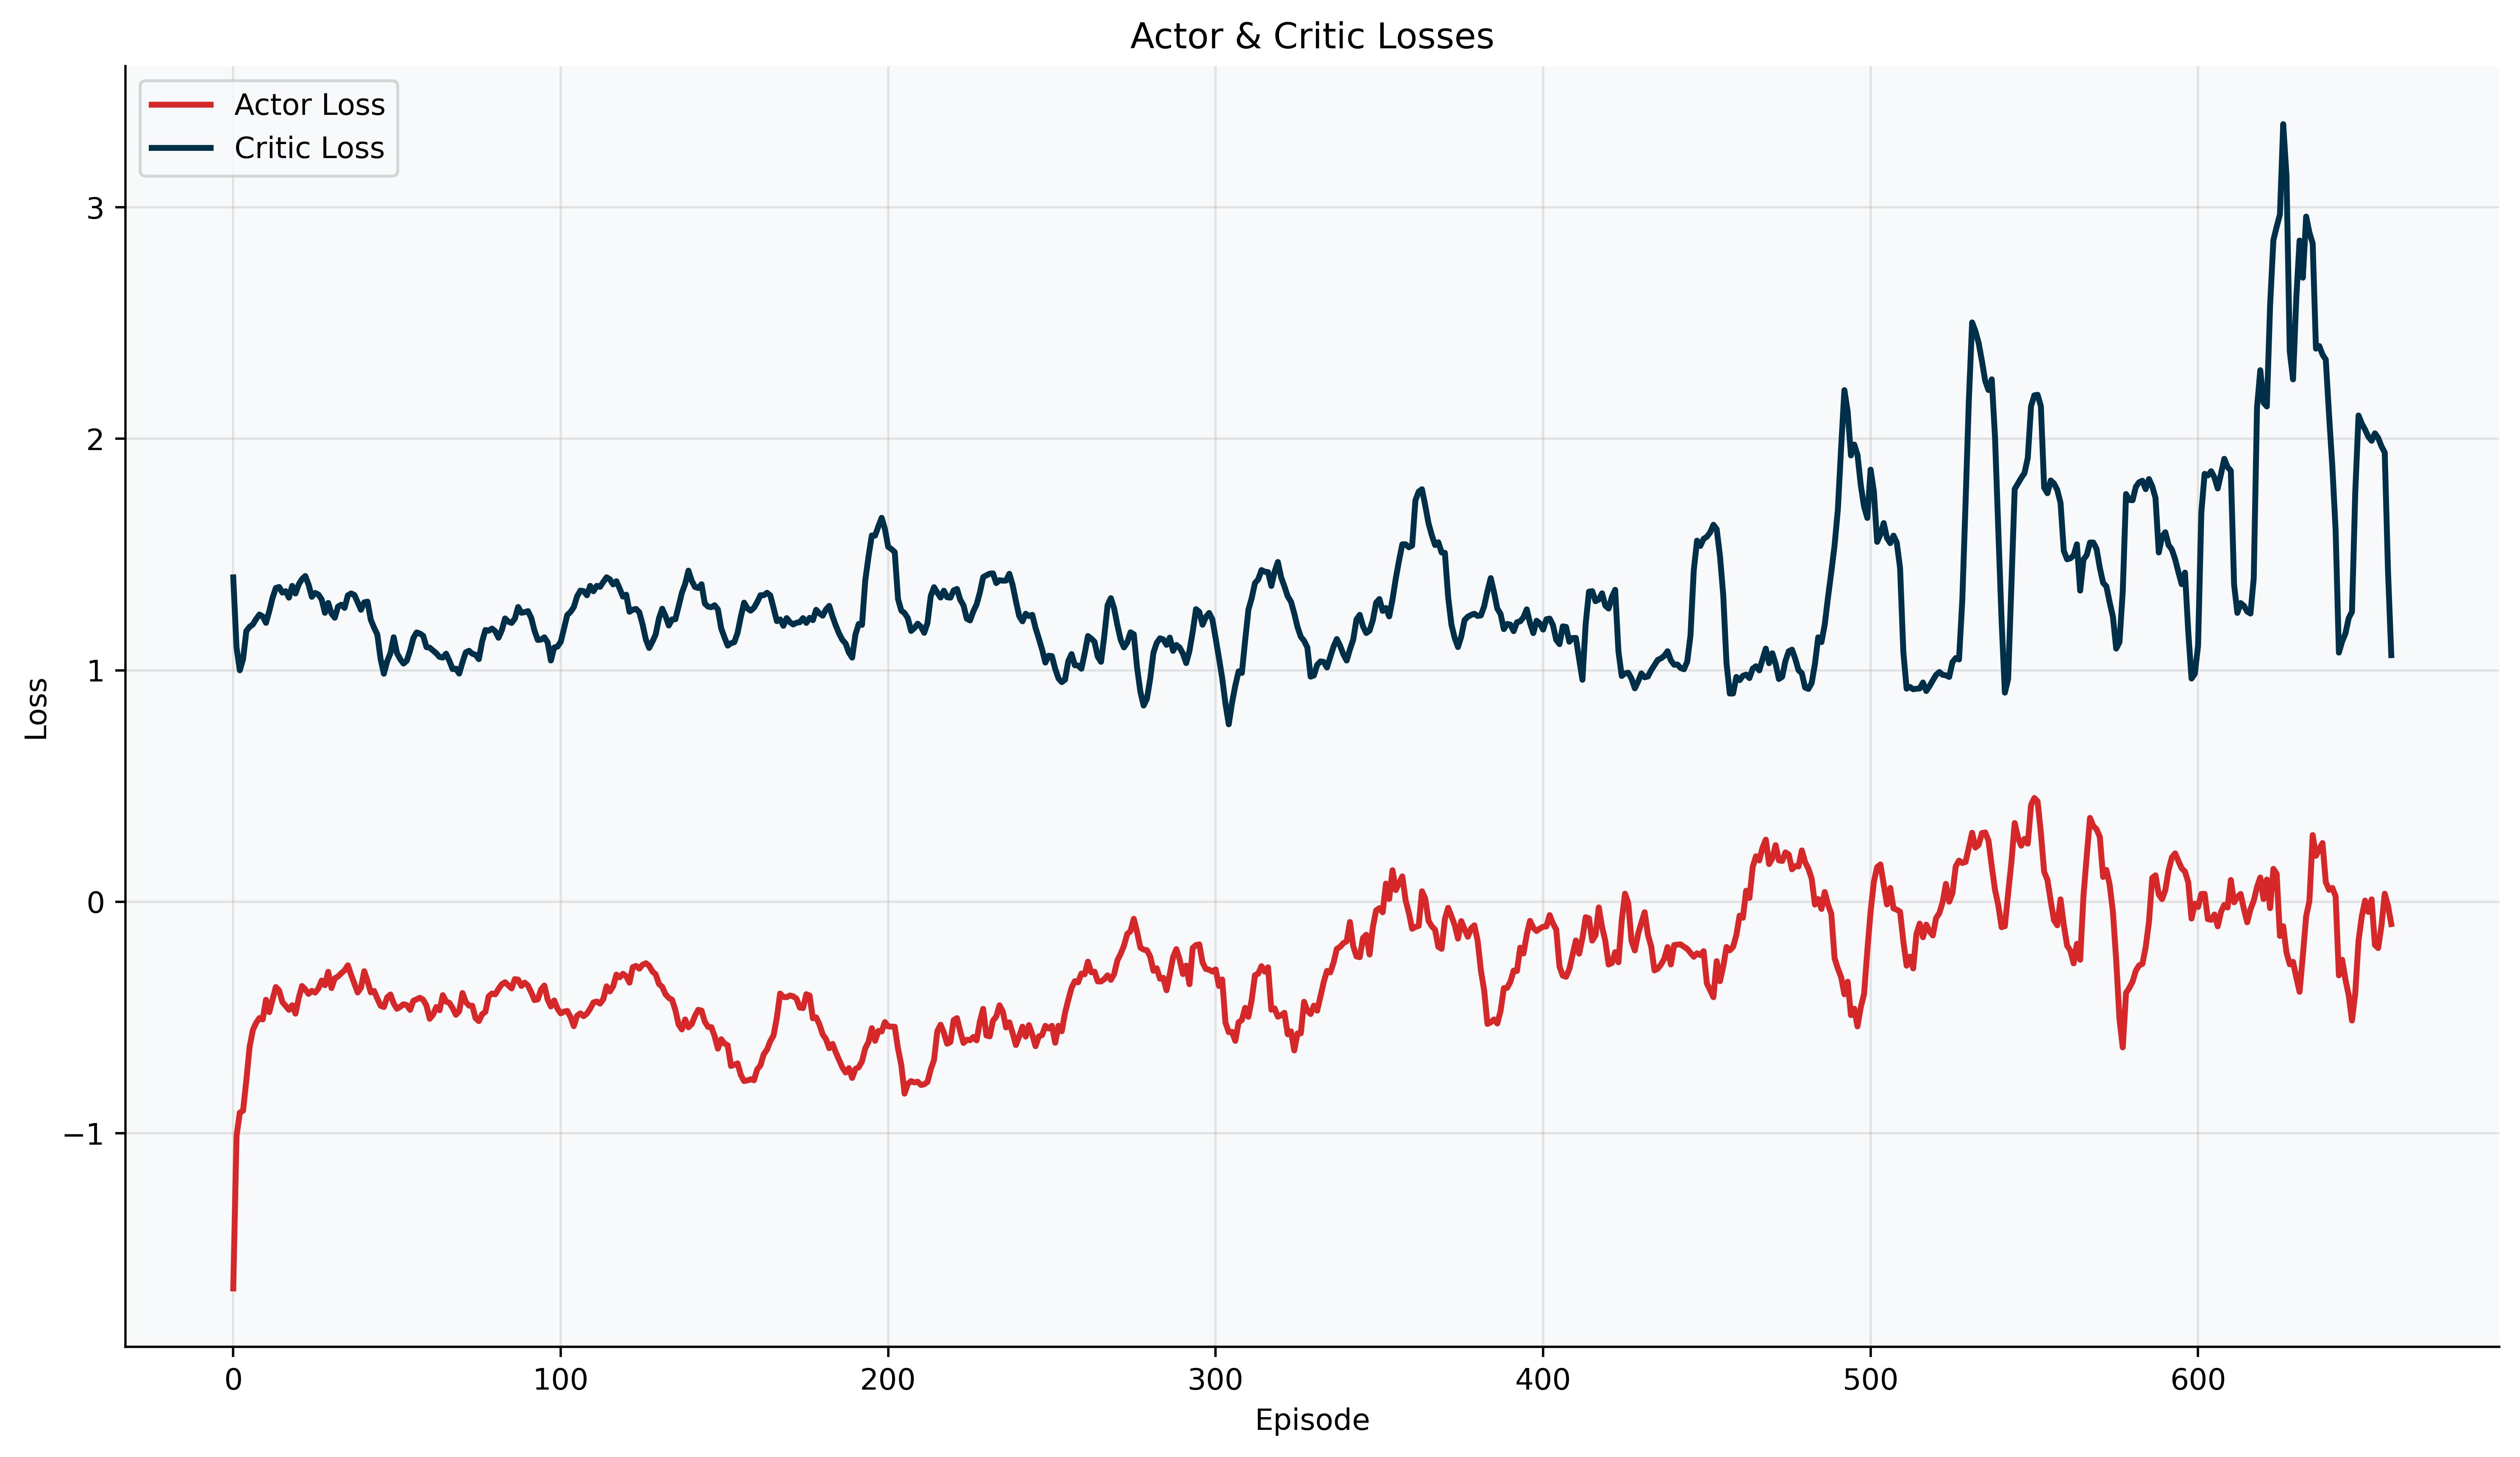 Actor & Critic Losses
Actor Loss
Critic Loss
3
2
1
0
−1
Loss
0 100 200 300 400 500 600
Episode